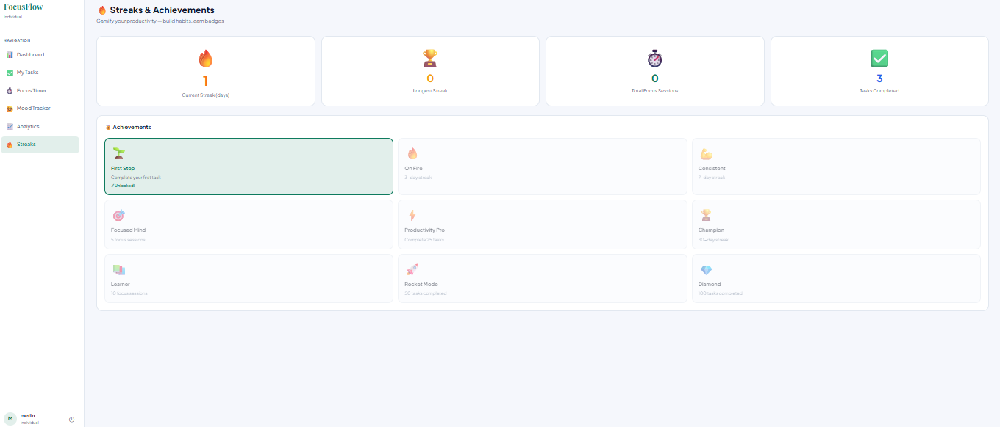 FocusFlow
Individual
NAVIGATION
Dashboard
My Tasks
Focus Timer
Mood Tracker
Analytics
Streaks
M
merlin
individual
Streaks & Achievements
Gamify your productivity — build habits, earn badges
1
Current Streak (days)
0
Longest Streak
0
Total Focus Sessions
3
Tasks Completed
Achievements
First Step
Complete your first task
✓ Unlocked!
On Fire
3-day streak
Consistent
7-day streak
Focused Mind
5 focus sessions
Productivity Pro
Complete 25 tasks
Champion
30-day streak
Learner
10 focus sessions
Rocket Mode
50 tasks completed
Diamond
100 tasks completed